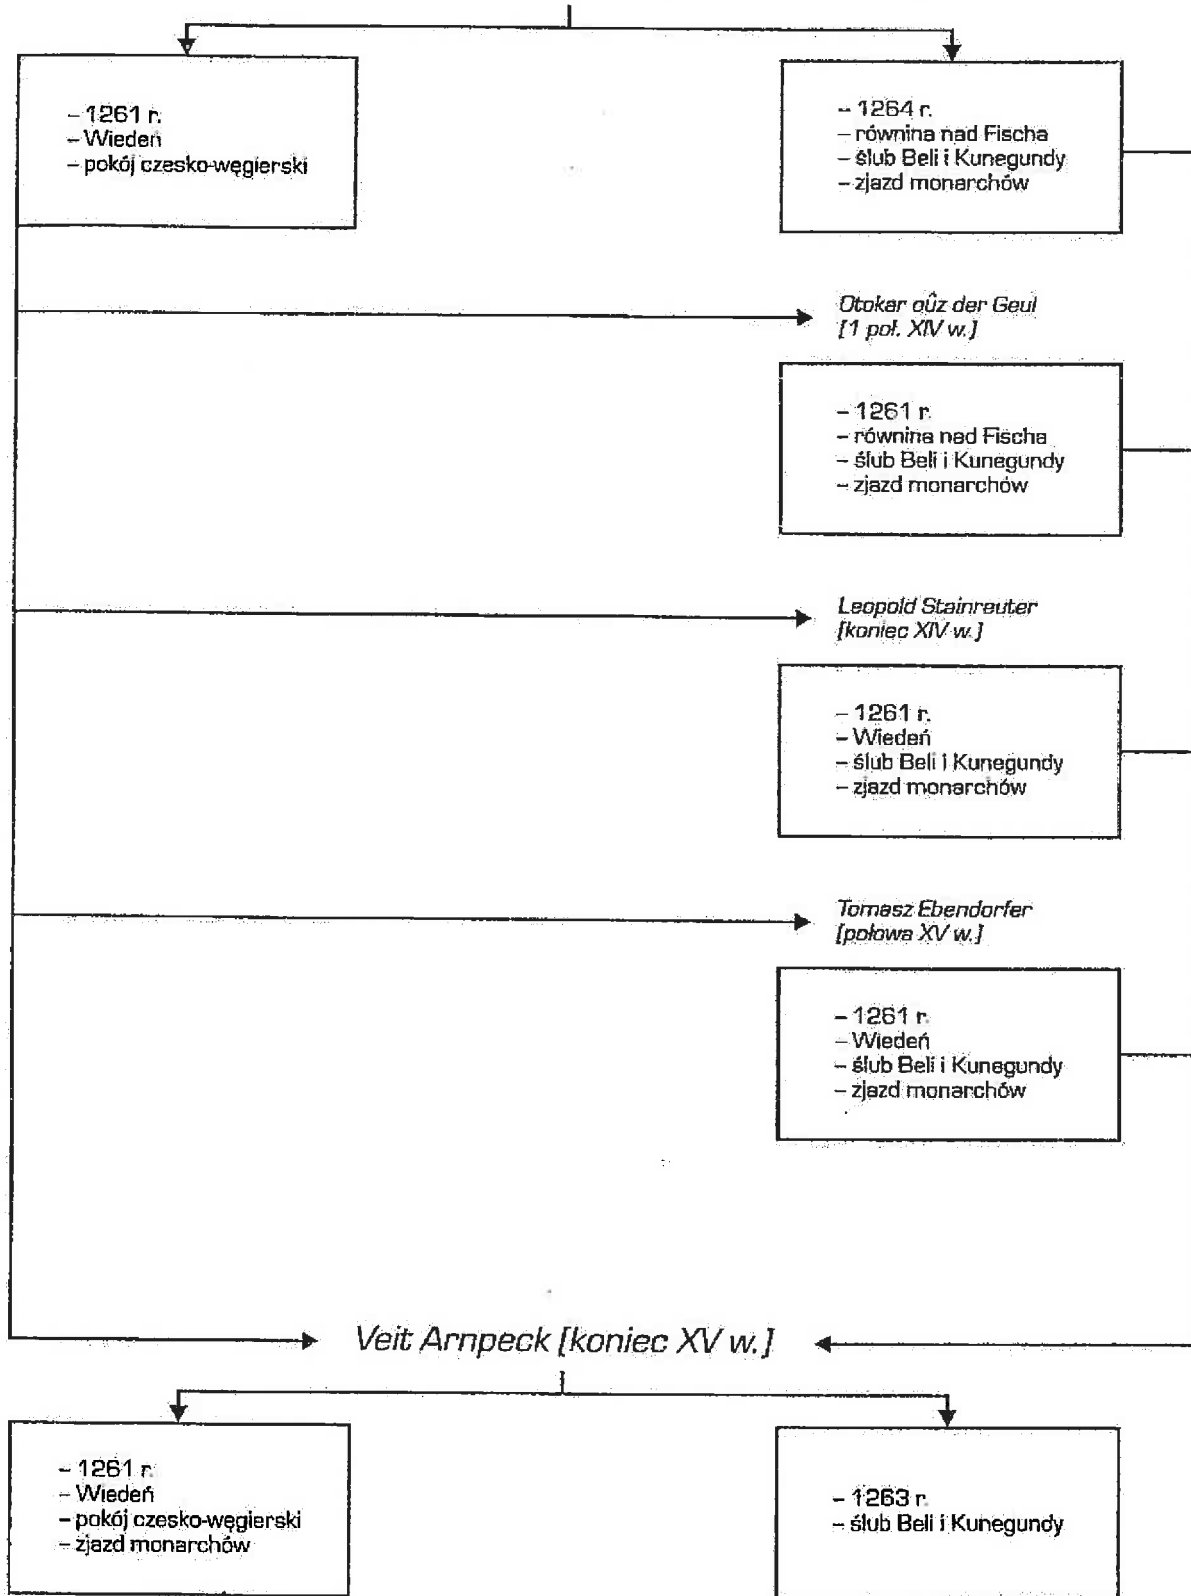 – 1261 r.
– Wiedeń
– pokój czesko-węgierski
– 1264 r.
– równina nad Fischa
– ślub Beli i Kunegundy
– zjazd monarchów
Otokar oûz der Geul
[1 poł. XIV w.]
– 1261 r.
– równina nad Fischa
– ślub Beli i Kunegundy
– zjazd monarchów
Leopold Stainreuter
[koniec XIV w.]
– 1261 r.
– Wiedeń
– ślub Beli i Kunegundy
– zjazd monarchów
Tomasz Ebendorfer
[połowa XV w.]
– 1261 r.
– Wiedeń
– ślub Beli i Kunegundy
– zjazd monarchów
Veit Arnpeck [koniec XV w.]
– 1261 r.
– Wiedeń
– pokój czesko-węgierski
– zjazd monarchów
– 1263 r.
– ślub Beli i Kunegundy